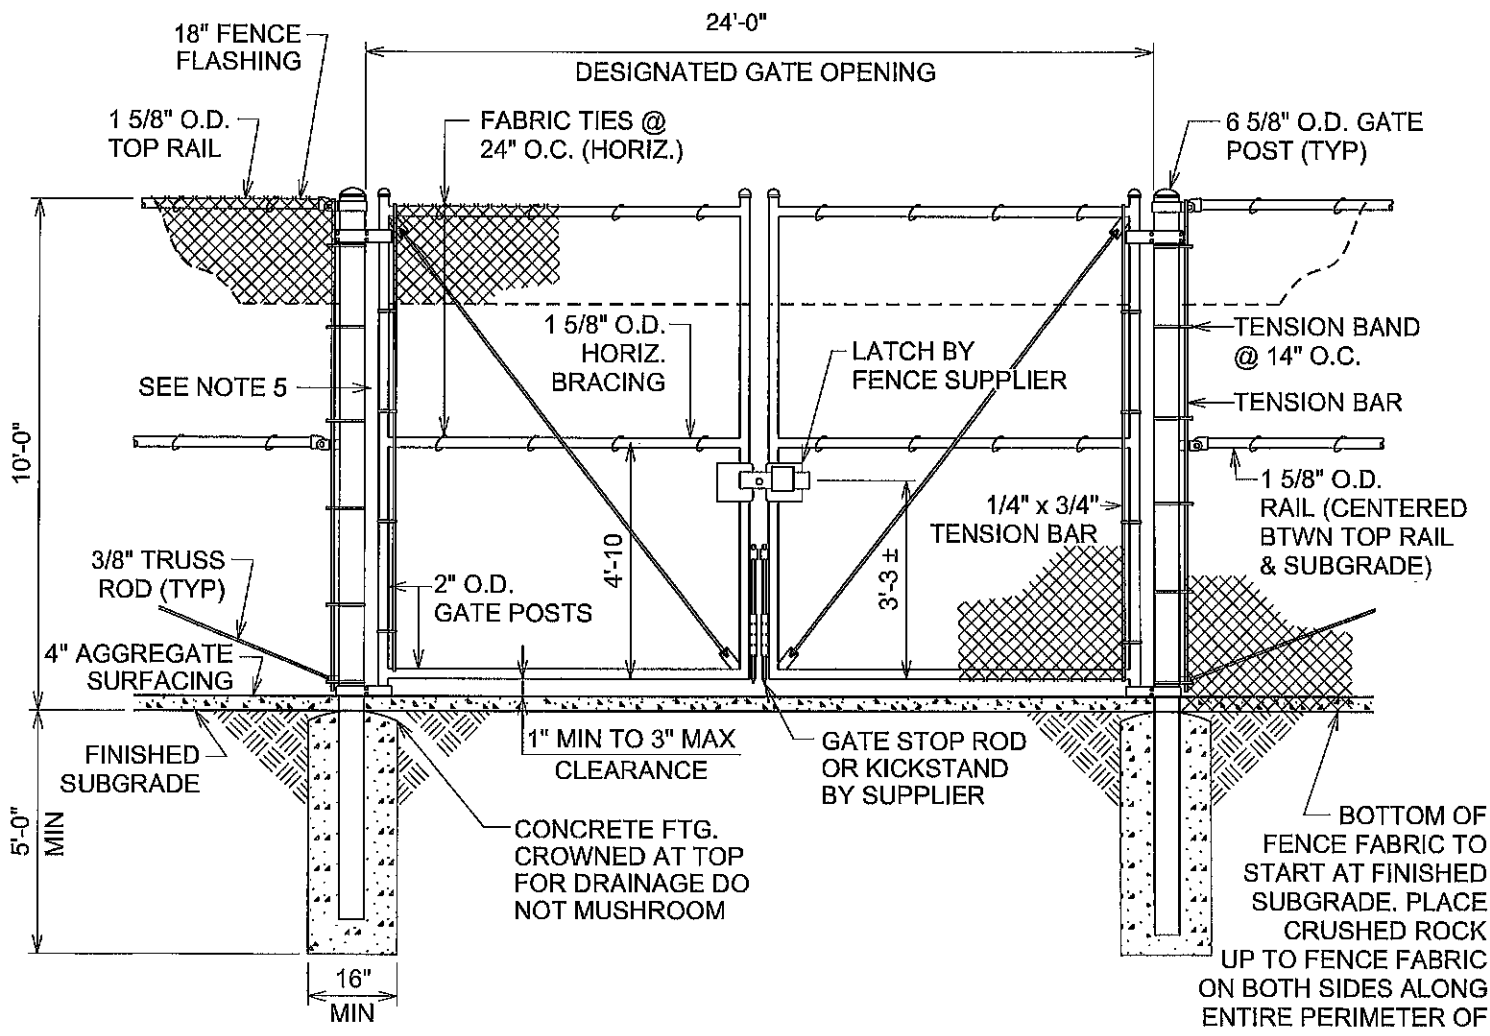 24'-0"
DESIGNATED GATE OPENING
18" FENCE
FLASHING
1 5/8" O.D.
TOP RAIL
FABRIC TIES @
24" O.C. (HORIZ.)
6 5/8" O.D. GATE
POST (TYP)
1 5/8" O.D.
HORIZ.
BRACING
LATCH BY
FENCE SUPPLIER
TENSION BAND
@ 14" O.C.
SEE NOTE 5
TENSION BAR
10'-0"
1/4" x 3/4"
TENSION BAR
1 5/8" O.D.
RAIL (CENTERED
BTWN TOP RAIL
& SUBGRADE)
3/8" TRUSS
ROD (TYP)
2" O.D.
GATE POSTS
4'-10
3'-3 ±
4" AGGREGATE
SURFACING
FINISHED
SUBGRADE
1" MIN TO 3" MAX
CLEARANCE
GATE STOP ROD
OR KICKSTAND
BY SUPPLIER
5'-0"
MIN
CONCRETE FTG.
CROWNED AT TOP
FOR DRAINAGE DO
NOT MUSHROOM
BOTTOM OF
FENCE FABRIC TO
START AT FINISHED
SUBGRADE. PLACE
CRUSHED ROCK
UP TO FENCE FABRIC
ON BOTH SIDES ALONG
ENTIRE PERIMETER OF
16"
MIN